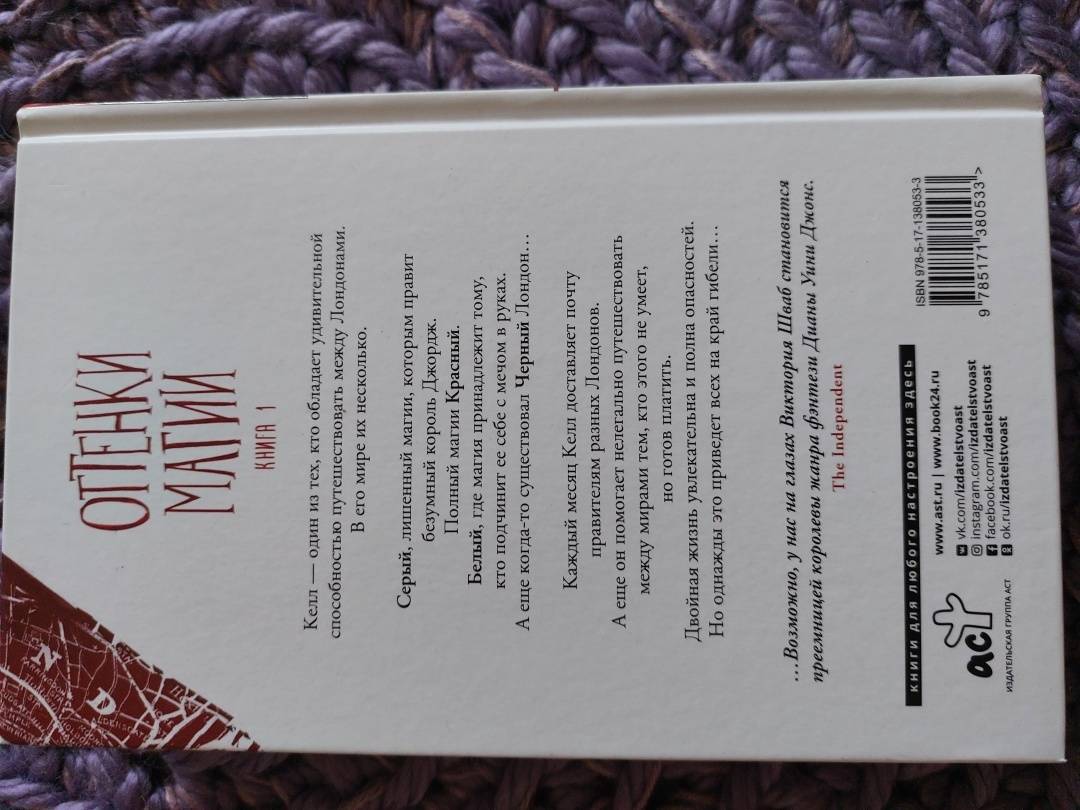 ОТТЕНКИ
МАГИИ
КНИГА 1
Келл — один из тех, кто обладает удивительной
способностью путешествовать между Лондонами.
В его мире их несколько.
Серый, лишенный магии, которым правит
безумный король Джордж.
Полный магии Красный.
Белый, где магия принадлежит тому,
кто подчинит ее себе с мечом в руках.
А еще когда-то существовал Черный Лондон…
Каждый месяц Келл доставляет почту
правителям разных Лондонов.
А еще он помогает нелегально путешествовать
между мирами тем, кто этого не умеет,
но готов платить.
Двойная жизнь увлекательна и полна опасностей.
Но однажды это приведет всех на край гибели…
…Возможно, у нас на глазах Виктория Шваб становится
преемницей королевы жанра фэнтези Дианы Уинн Джонс.
The Independent
книги для любого настроения здесь
аст
ИЗДАТЕЛЬСКАЯ ГРУППА АСТ
www.ast.ru | www.book24.ru
vk.com/izdatelstvoast
instagram.com/izdatelstvoast
facebook.com/izdatelstvoast
ok.ru/izdatelstvoast
ISBN 978-5-17-138053-3
9 785171 380533 >
N
D